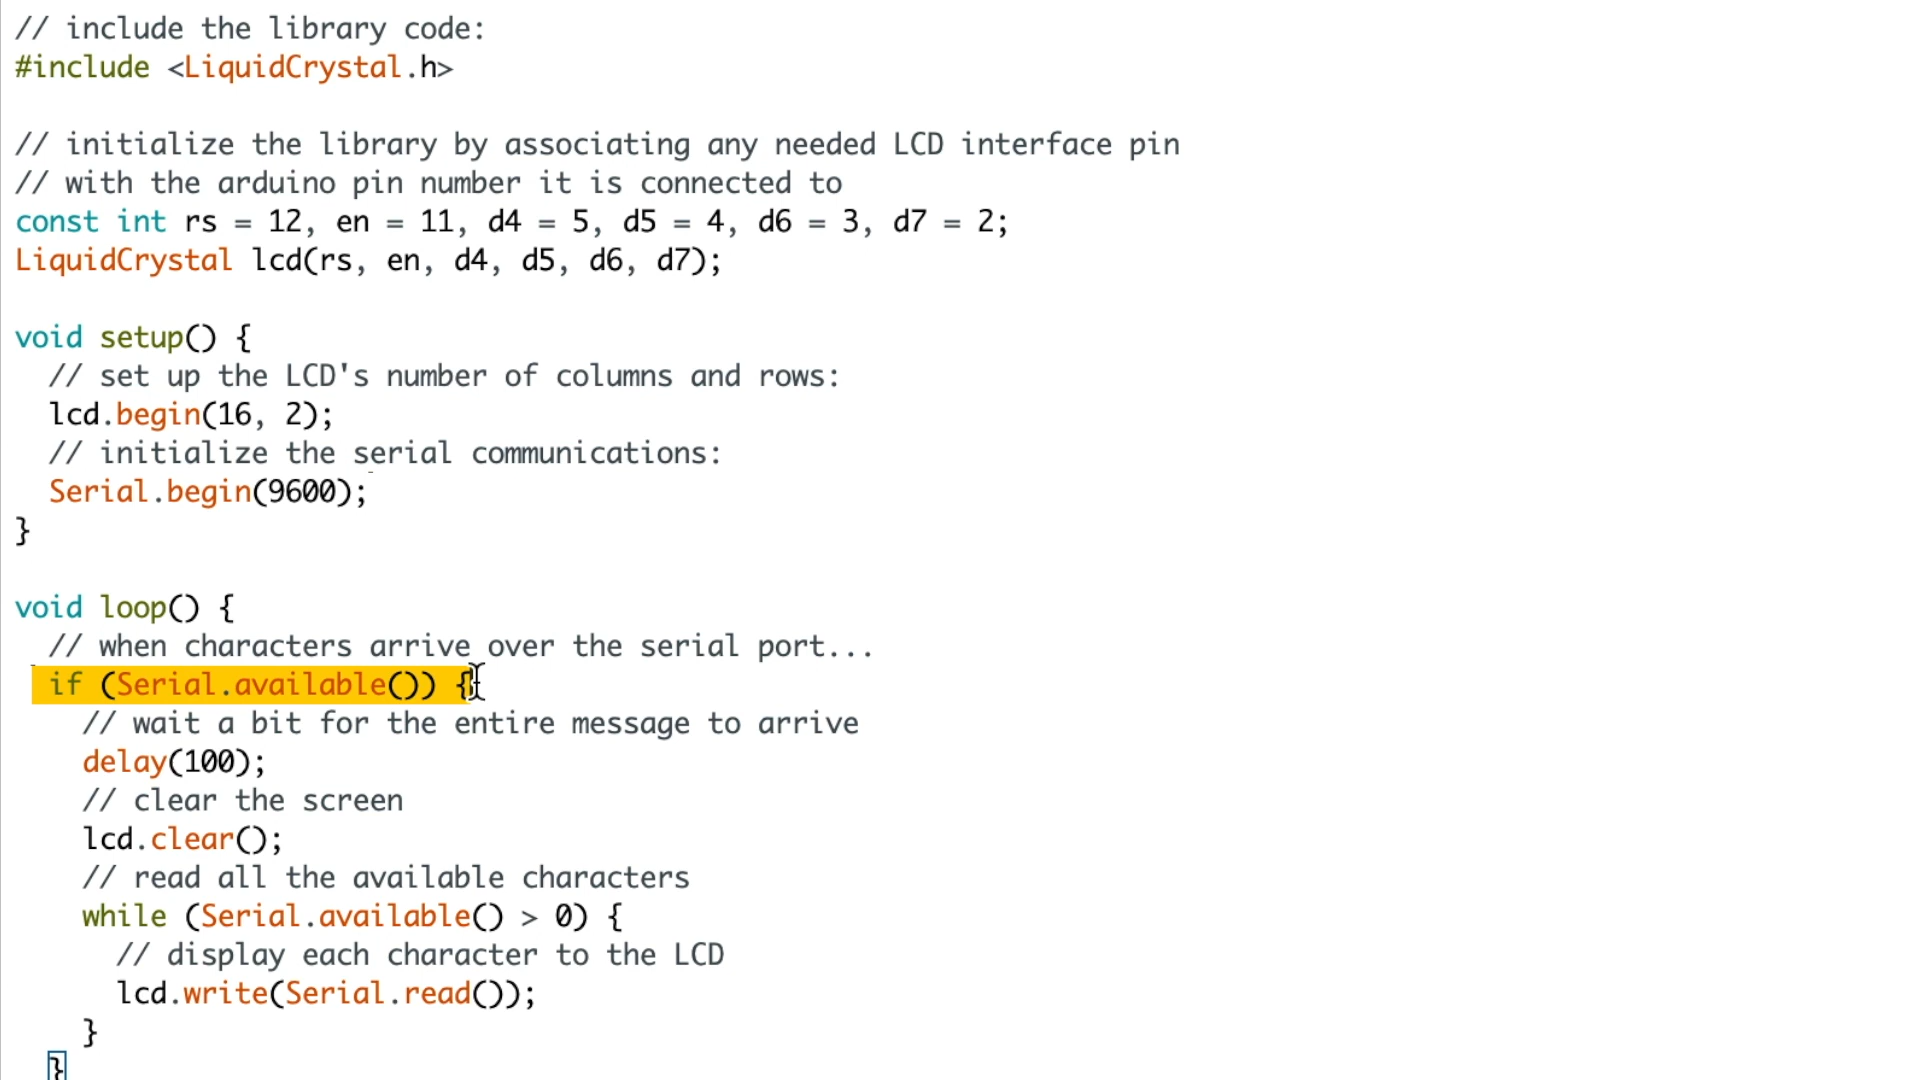 // include the library code:
#include <LiquidCrystal.h>
// initialize the library by associating any needed LCD interface pin
// with the arduino pin number it is connected to
const int rs = 12, en = 11, d4 = 5, d5 = 4, d6 = 3, d7 = 2;
LiquidCrystal lcd(rs, en, d4, d5, d6, d7);
void setup() {
  // set up the LCD's number of columns and rows:
  lcd.begin(16, 2);
  // initialize the serial communications:
  Serial.begin(9600);
}
void loop() {
  // when characters arrive over the serial port...
  if (Serial.available()) {
    // wait a bit for the entire message to arrive
    delay(100);
    // clear the screen
    lcd.clear();
    // read all the available characters
    while (Serial.available() > 0) {
      // display each character to the LCD
      lcd.write(Serial.read());
    }
  }